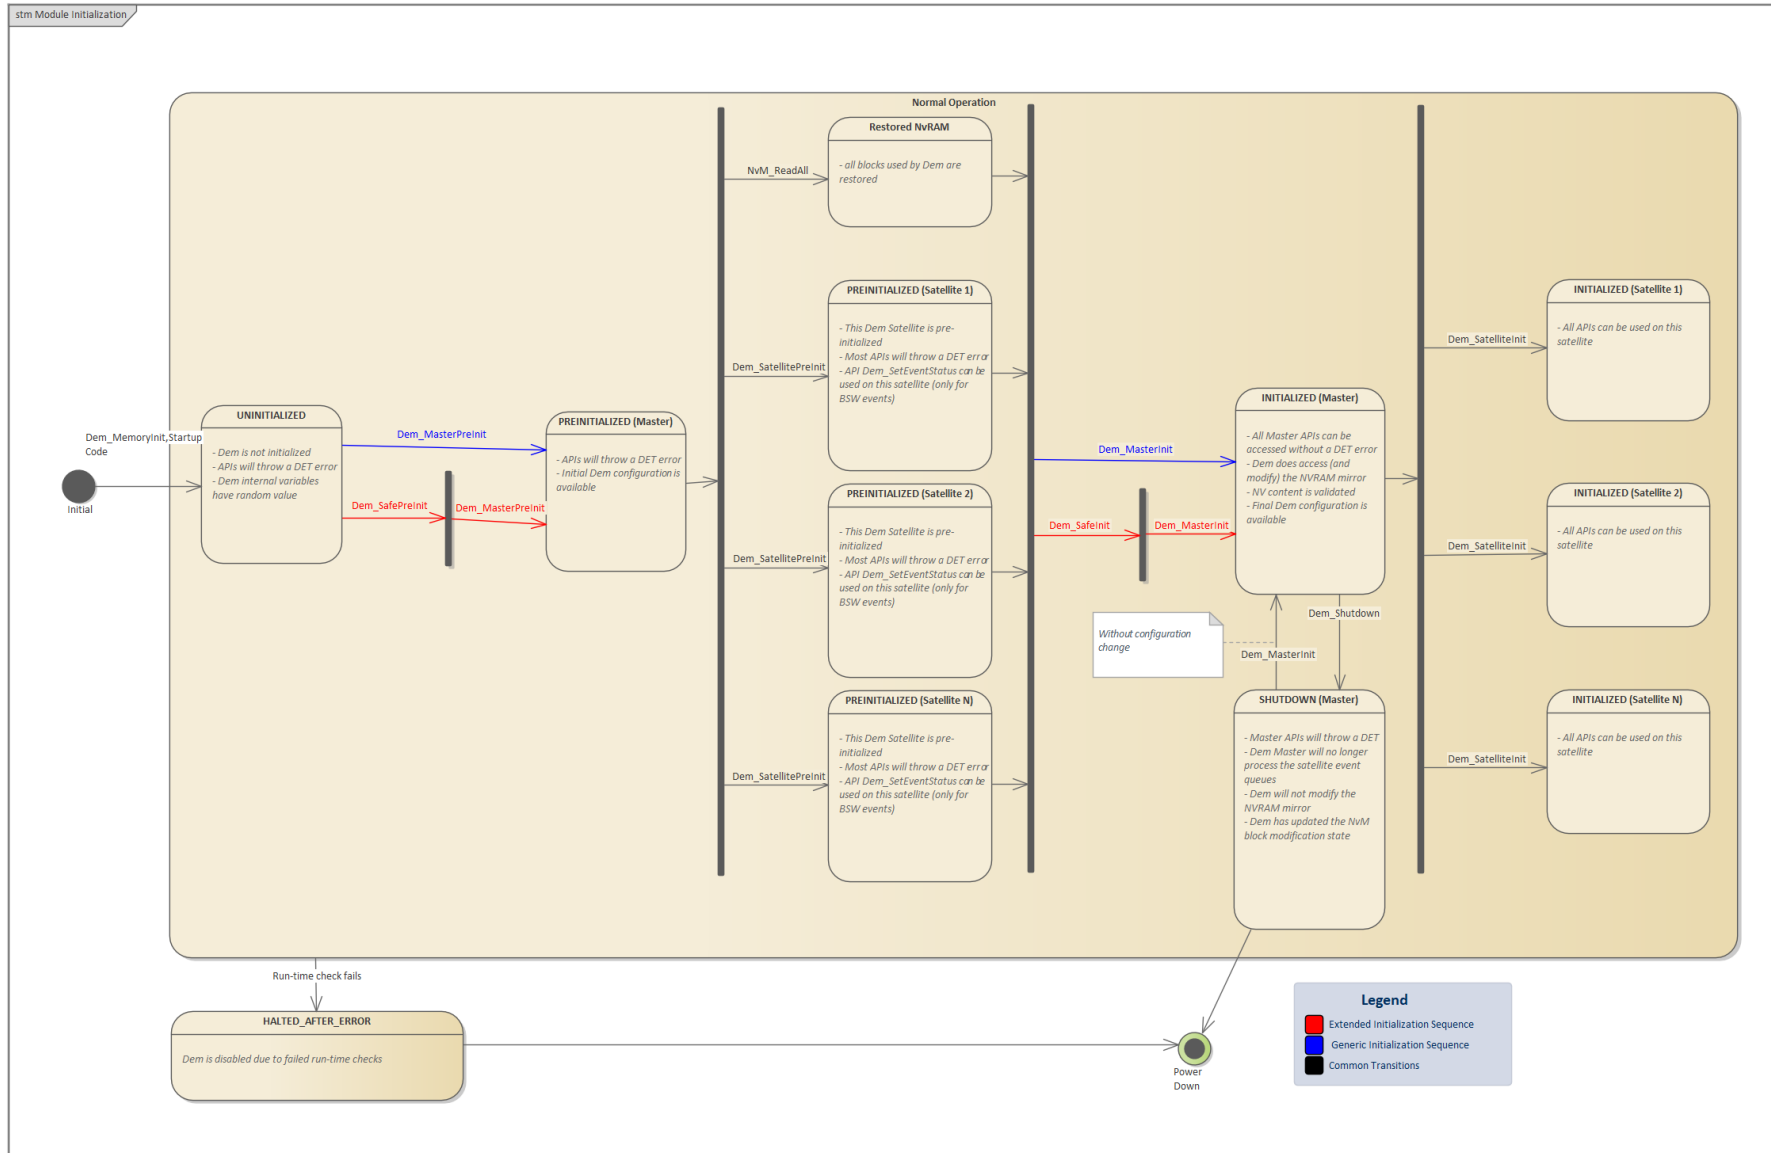 stm Module Initialization
Normal Operation
Restored NvRAM
- all blocks used by Dem are
restored
NvM_ReadAll
PREINITIALIZED (Satellite 1)
- This Dem Satellite is pre-
initialized
- Most APIs will throw a DET error
- API Dem_SetEventStatus can be
used on this satellite (only for
BSW events)
Dem_SatellitePreInit
PREINITIALIZED (Satellite 2)
- This Dem Satellite is pre-
initialized
- Most APIs will throw a DET error
- API Dem_SetEventStatus can be
used on this satellite (only for
BSW events)
Dem_SatellitePreInit
PREINITIALIZED (Satellite N)
- This Dem Satellite is pre-
initialized
- Most APIs will throw a DET error
- API Dem_SetEventStatus can be
used on this satellite (only for
BSW events)
Dem_SatellitePreInit
Dem_MemoryInit,Startup
Code
Initial
UNINITIALIZED
- Dem is not initialized
- APIs will throw a DET error
- Dem internal variables
have random value
Dem_MasterPreInit
Dem_SafePreInit
Dem_MasterPreInit
PREINITIALIZED (Master)
- APIs will throw a DET error
- Initial Dem configuration is
available
Dem_MasterInit
Dem_SafeInit
Dem_MasterInit
INITIALIZED (Master)
- All Master APIs can be
accessed without a DET error
- Dem does access (and
modify) the NVRAM mirror
- NV content is validated
- Final Dem configuration is
available
Dem_Shutdown
Without configuration
change
Dem_MasterInit
SHUTDOWN (Master)
- Master APIs will throw a DET
- Dem Master will no longer
process the satellite event
queues
- Dem will not modify the
NVRAM mirror
- Dem has updated the NvM
block modification state
Dem_SatelliteInit
INITIALIZED (Satellite 1)
- All APIs can be used on this
satellite
Dem_SatelliteInit
INITIALIZED (Satellite 2)
- All APIs can be used on this
satellite
Dem_SatelliteInit
INITIALIZED (Satellite N)
- All APIs can be used on this
satellite
Run-time check fails
HALTED_AFTER_ERROR
Dem is disabled due to failed run-time checks
Power
Down
Legend
Extended Initialization Sequence
Generic Initialization Sequence
Common Transitions